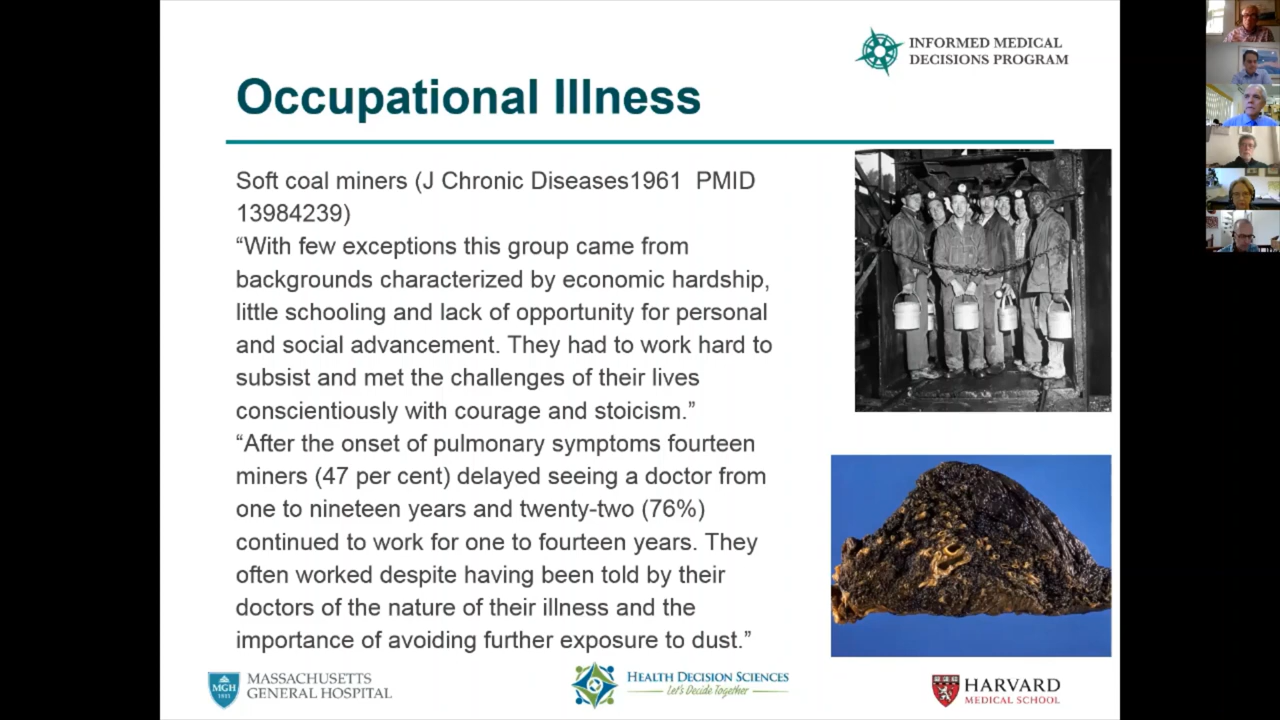 INFORMED MEDICAL
DECISIONS PROGRAM
Occupational Illness
Soft coal miners (J Chronic Diseases1961  PMID
13984239)
“With few exceptions this group came from
backgrounds characterized by economic hardship,
little schooling and lack of opportunity for personal
and social advancement. They had to work hard to
subsist and met the challenges of their lives
conscientiously with courage and stoicism.”
“After the onset of pulmonary symptoms fourteen
miners (47 per cent) delayed seeing a doctor from
one to nineteen years and twenty-two (76%)
continued to work for one to fourteen years. They
often worked despite having been told by their
doctors of the nature of their illness and the
importance of avoiding further exposure to dust.”
MGH
1811
MASSACHUSETTS
GENERAL HOSPITAL
HEALTH DECISION SCIENCES
Let's Decide Together
HARVARD
MEDICAL SCHOOL